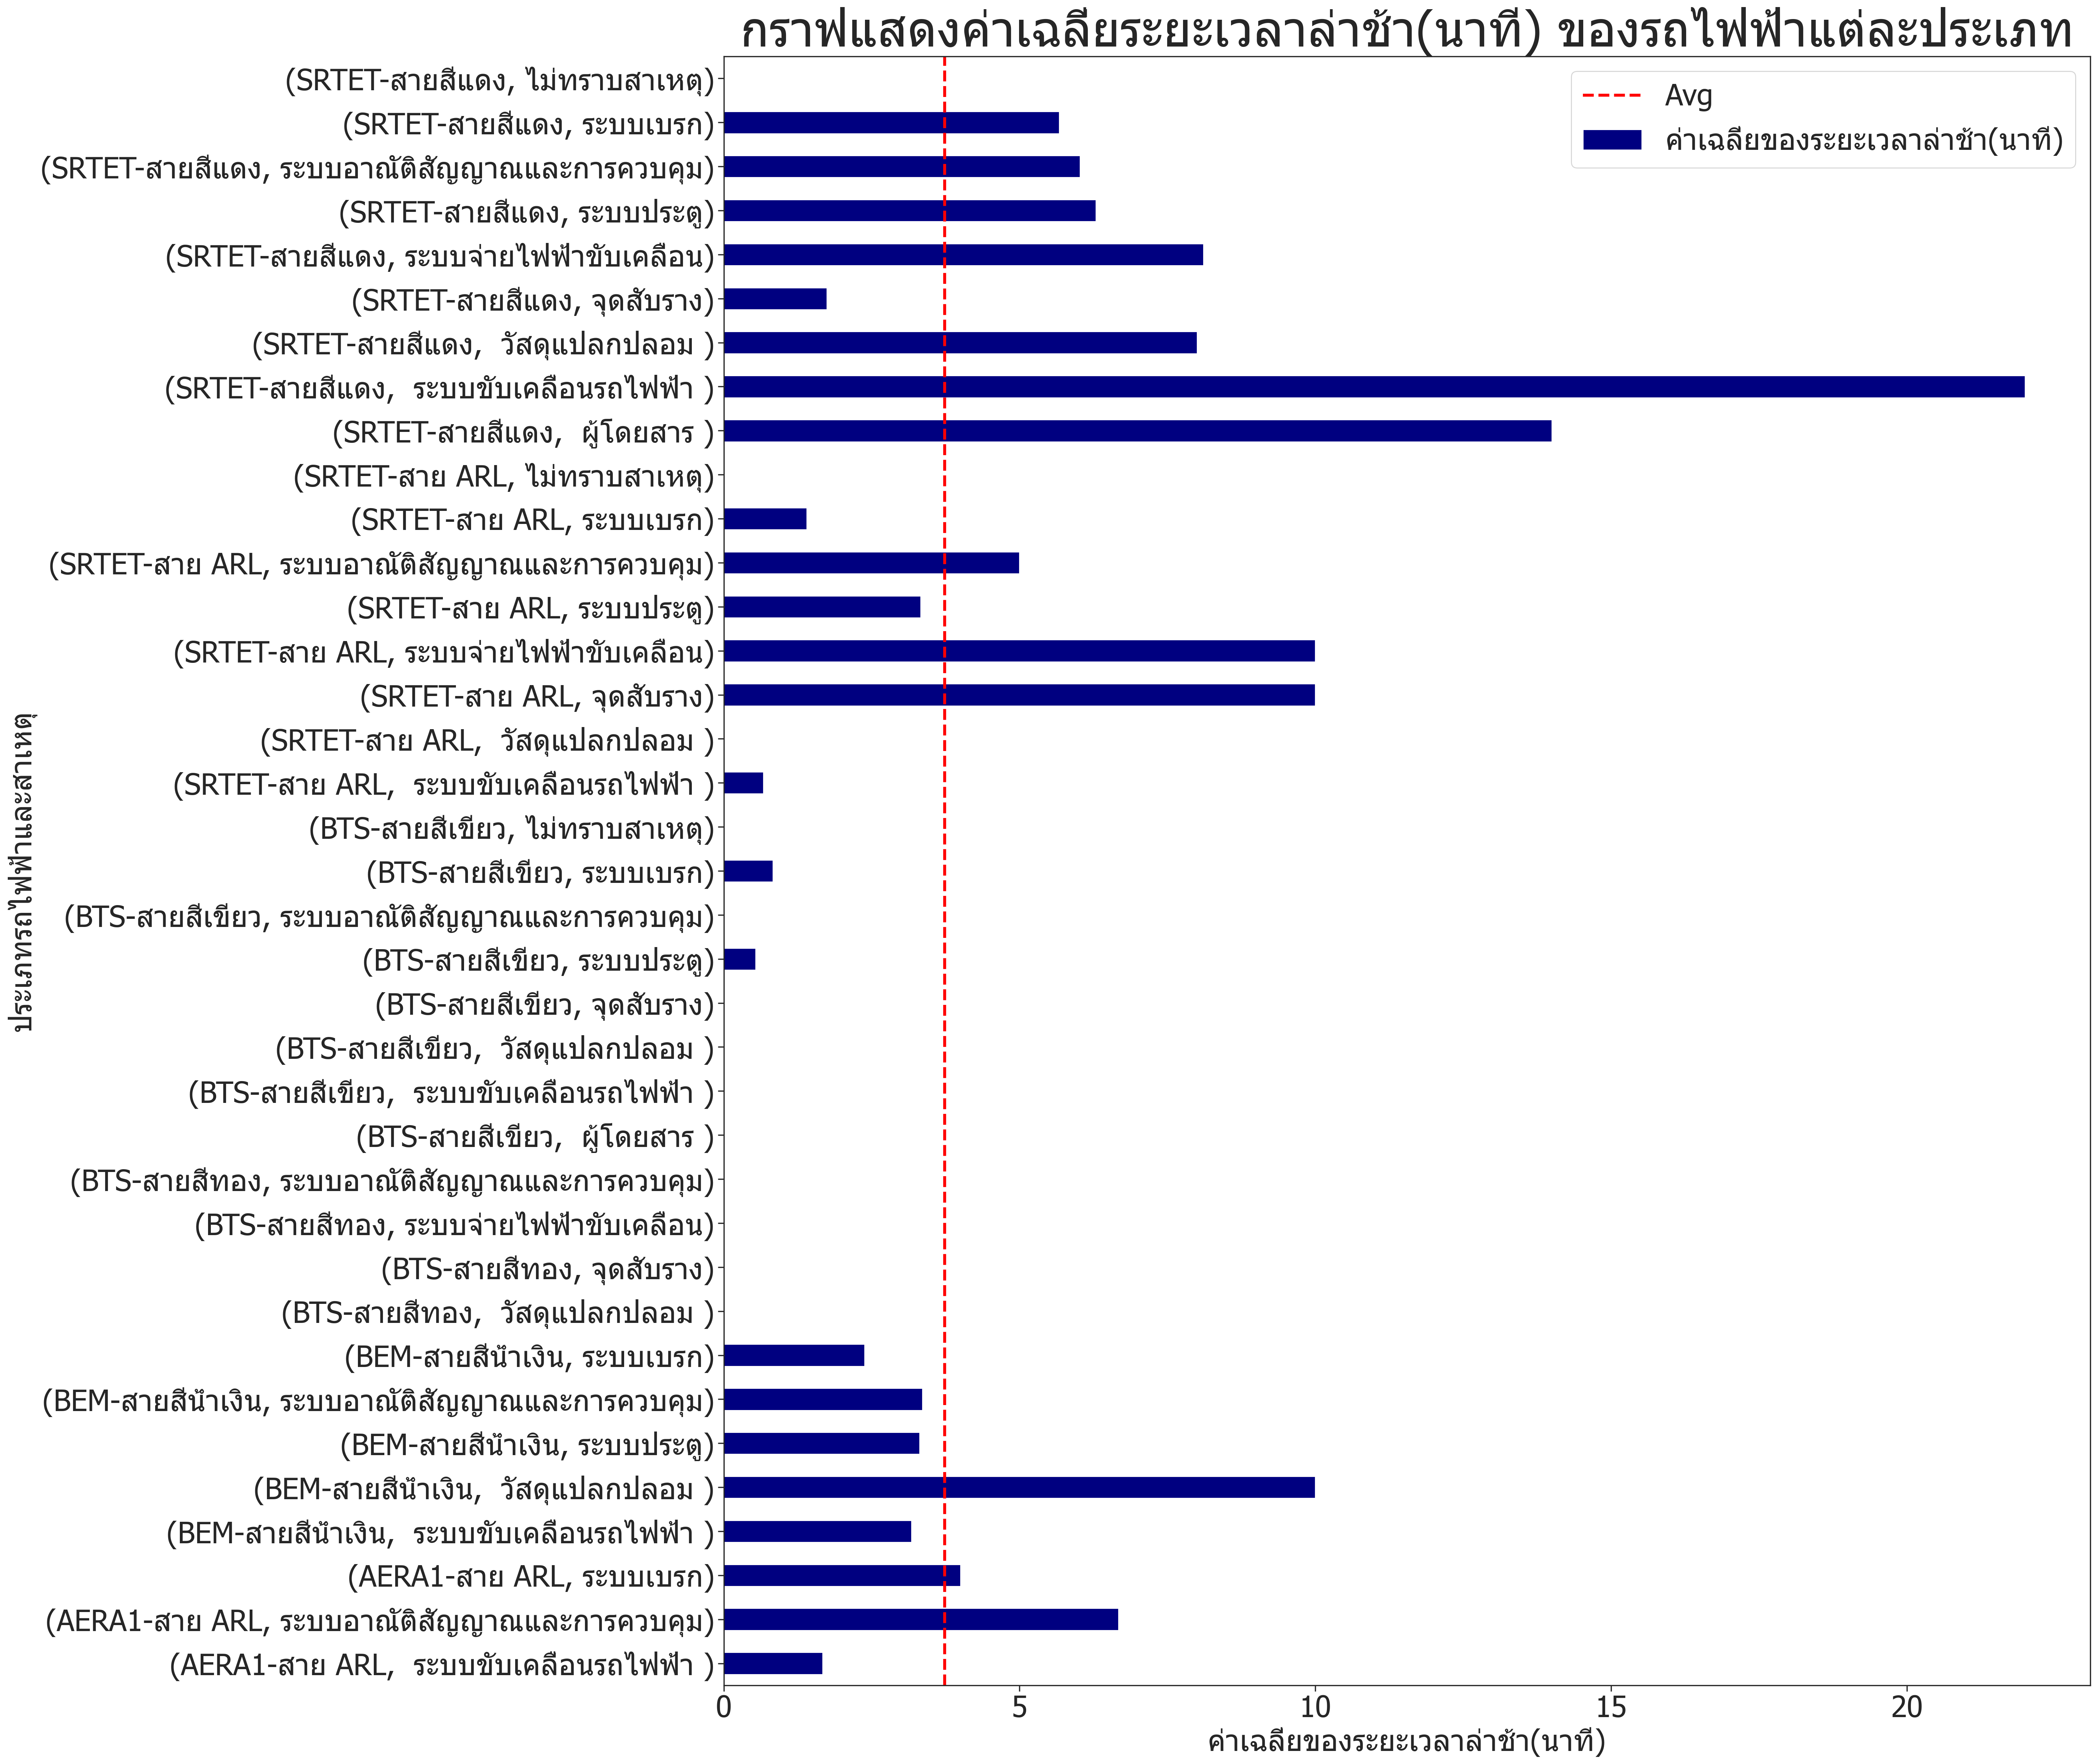 กราฟแสดงค่าเฉลี่ยระยะเวลาล่าช้า(นาที) ของรถไฟฟ้าแต่ละประเภท
Avg
ค่าเฉลี่ยของระยะเวลาล่าช้า(นาที)
ประเภทรถไฟฟ้าและสาเหตุ
(SRTET-สายสีแดง, ไม่ทราบสาเหตุ)
(SRTET-สายสีแดง, ระบบเบรก)
(SRTET-สายสีแดง, ระบบอาณัติสัญญาณและการควบคุม)
(SRTET-สายสีแดง, ระบบประตู)
(SRTET-สายสีแดง, ระบบจ่ายไฟฟ้าขับเคลื่อน)
(SRTET-สายสีแดง, จุดสับราง)
(SRTET-สายสีแดง,  วัสดุแปลกปลอม )
(SRTET-สายสีแดง,  ระบบขับเคลื่อนรถไฟฟ้า )
(SRTET-สายสีแดง,  ผู้โดยสาร )
(SRTET-สาย ARL, ไม่ทราบสาเหตุ)
(SRTET-สาย ARL, ระบบเบรก)
(SRTET-สาย ARL, ระบบอาณัติสัญญาณและการควบคุม)
(SRTET-สาย ARL, ระบบประตู)
(SRTET-สาย ARL, ระบบจ่ายไฟฟ้าขับเคลื่อน)
(SRTET-สาย ARL, จุดสับราง)
(SRTET-สาย ARL,  วัสดุแปลกปลอม )
(SRTET-สาย ARL,  ระบบขับเคลื่อนรถไฟฟ้า )
(BTS-สายสีเขียว, ไม่ทราบสาเหตุ)
(BTS-สายสีเขียว, ระบบเบรก)
(BTS-สายสีเขียว, ระบบอาณัติสัญญาณและการควบคุม)
(BTS-สายสีเขียว, ระบบประตู)
(BTS-สายสีเขียว, จุดสับราง)
(BTS-สายสีเขียว,  วัสดุแปลกปลอม )
(BTS-สายสีเขียว,  ระบบขับเคลื่อนรถไฟฟ้า )
(BTS-สายสีเขียว,  ผู้โดยสาร )
(BTS-สายสีทอง, ระบบอาณัติสัญญาณและการควบคุม)
(BTS-สายสีทอง, ระบบจ่ายไฟฟ้าขับเคลื่อน)
(BTS-สายสีทอง, จุดสับราง)
(BTS-สายสีทอง,  วัสดุแปลกปลอม )
(BEM-สายสีน้ำเงิน, ระบบเบรก)
(BEM-สายสีน้ำเงิน, ระบบอาณัติสัญญาณและการควบคุม)
(BEM-สายสีน้ำเงิน, ระบบประตู)
(BEM-สายสีน้ำเงิน,  วัสดุแปลกปลอม )
(BEM-สายสีน้ำเงิน,  ระบบขับเคลื่อนรถไฟฟ้า )
(AERA1-สาย ARL, ระบบเบรก)
(AERA1-สาย ARL, ระบบอาณัติสัญญาณและการควบคุม)
(AERA1-สาย ARL,  ระบบขับเคลื่อนรถไฟฟ้า )
0 5 10 15 20
ค่าเฉลี่ยของระยะเวลาล่าช้า(นาที)